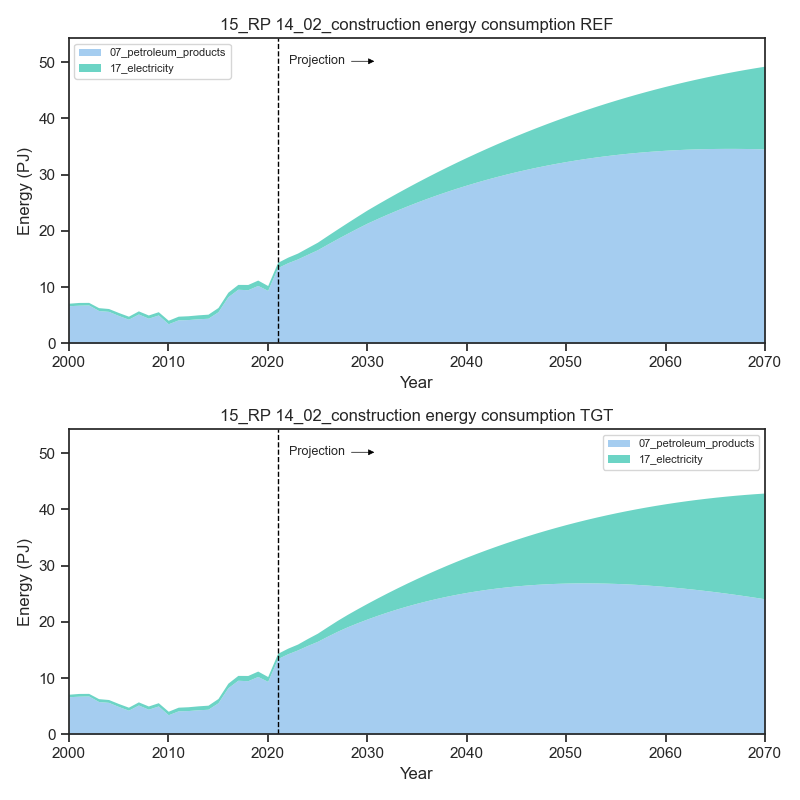 15_RP 14_02_construction energy consumption REF
07_petroleum_products
17_electricity
Projection
Energy (PJ)
50
40
30
20
10
0
2000 2010 2020 2030 2040 2050 2060 2070
Year
15_RP 14_02_construction energy consumption TGT
Projection
07_petroleum_products
17_electricity
Energy (PJ)
50
40
30
20
10
0
2000 2010 2020 2030 2040 2050 2060 2070
Year